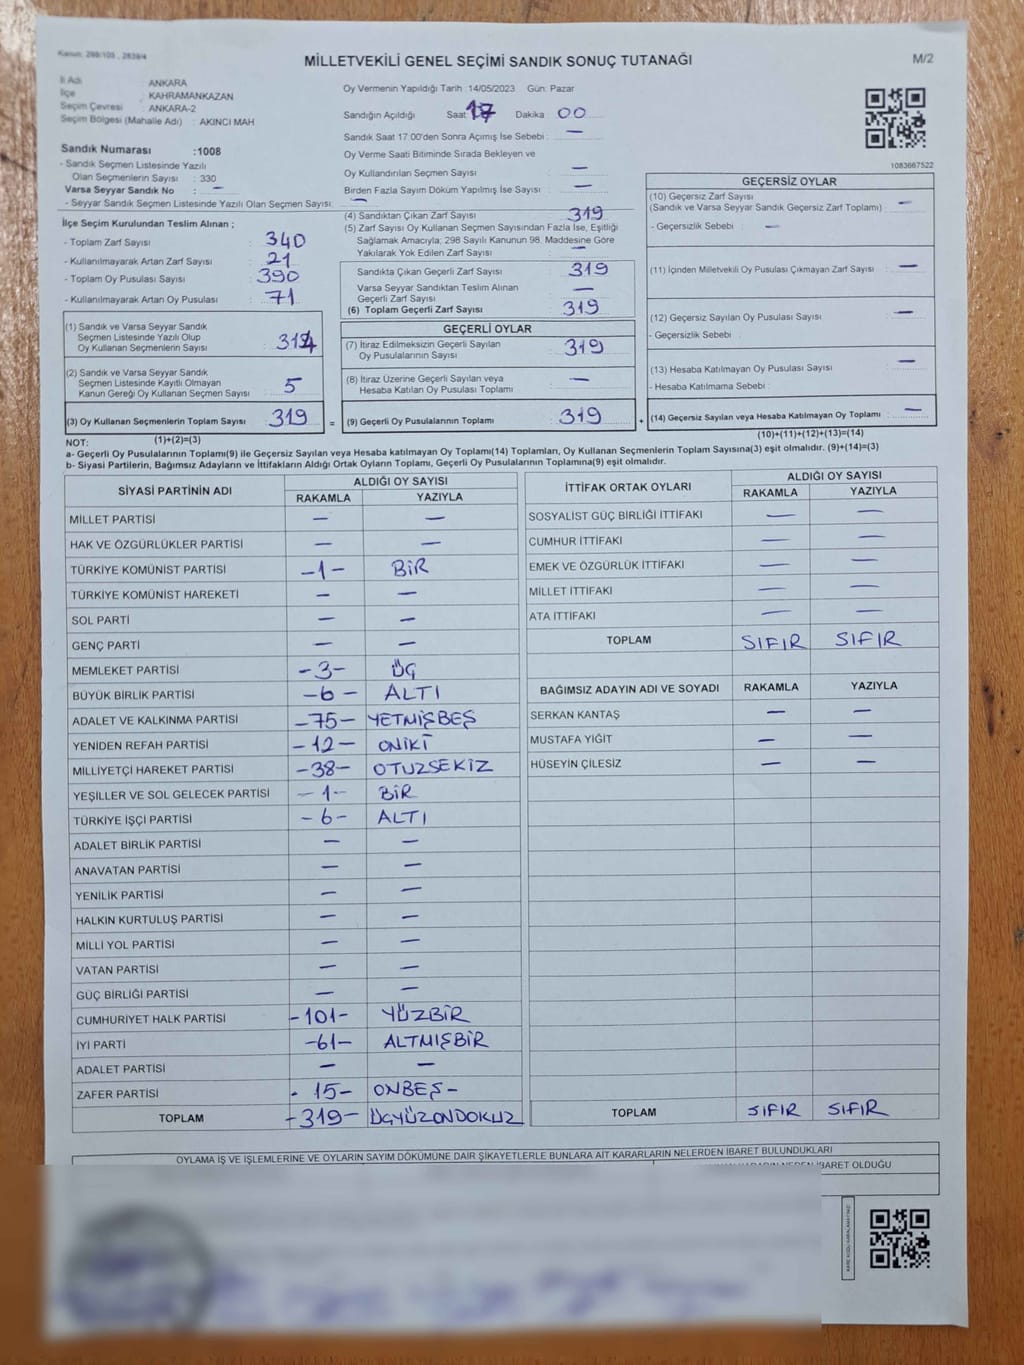 Kanun: 298/105, 2839/4
MİLLETVEKİLİ GENEL SEÇİMİ SANDIK SONUÇ TUTANAĞI
M/2
İl Adı : ANKARA
İlçe : KAHRAMANKAZAN
Seçim Çevresi : ANKARA-2
Seçim Bölgesi (Mahalle Adı) : AKINCI MAH
Sandık Numarası :1008
- Sandık Seçmen Listesinde Yazılı
Olan Seçmenlerin Sayısı : 330
Varsa Seyyar Sandık No : —
- Seyyar Sandık Seçmen Listesinde Yazılı Olan Seçmen Sayısı: —
Oy Vermenin Yapıldığı Tarih :14/05/2023 Gün: Pazar
Sandığın Açıldığı Saat 17 Dakika 00
Sandık Saat 17:00'den Sonra Açımış İse Sebebi : —
Oy Verme Saati Bitiminde Sırada Bekleyen ve
Oy Kullandırılan Seçmen Sayısı : —
Birden Fazla Sayım Döküm Yapılmış İse Sayısı : —
1083667522
İlçe Seçim Kurulundan Teslim Alınan ;
- Toplam Zarf Sayısı : 340
- Kullanılmayarak Artan Zarf Sayısı : 21
- Toplam Oy Pusulası Sayısı : 390
- Kullanılmayarak Artan Oy Pusulası : 71
(4) Sandıktan Çıkan Zarf Sayısı : 319
(5) Zarf Sayısı Oy Kullanan Seçmen Sayısından Fazla İse, Eşitliği
Sağlamak Amacıyla; 298 Sayılı Kanunun 98. Maddesine Göre
Yakılarak Yok Edilen Zarf Sayısı : —
Sandıkta Çıkan Geçerli Zarf Sayısı : 319
Varsa Seyyar Sandıktan Teslim Alınan
Geçerli Zarf Sayısı : —
(6) Toplam Geçerli Zarf Sayısı : 319
(1) Sandık ve Varsa Seyyar Sandık
Seçmen Listesinde Yazılı Olup
Oy Kullanan Seçmenlerin Sayısı : 314
(2) Sandık ve Varsa Seyyar Sandık
Seçmen Listesinde Kayıtlı Olmayan
Kanun Gereği Oy Kullanan Seçmen Sayısı : 5
(3) Oy Kullanan Seçmenlerin Toplam Sayısı : 319 =
GEÇERLİ OYLAR
(7) İtiraz Edilmeksizin Geçerli Sayılan
Oy Pusulalarının Sayısı : 319
(8) İtiraz Üzerine Geçerli Sayılan veya
Hesaba Katılan Oy Pusulası Toplamı : —
(9) Geçerli Oy Pusulalarının Toplamı : 319 +
GEÇERSİZ OYLAR
(10) Geçersiz Zarf Sayısı
(Sandık ve Varsa Seyyar Sandık Geçersiz Zarf Toplamı) : —
- Geçersizlik Sebebi : —
(11) İçinden Milletvekili Oy Pusulası Çıkmayan Zarf Sayısı : —
(12) Geçersiz Sayılan Oy Pusulası Sayısı : —
- Geçersizlik Sebebi :
(13) Hesaba Katılmayan Oy Pusulası Sayısı : —
- Hesaba Katılmama Sebebi :
(14) Geçersiz Sayılan veya Hesaba Katılmayan Oy Toplamı : —
NOT: (1)+(2)=(3)
(10)+(11)+(12)+(13)=(14)
a- Geçerli Oy Pusulalarının Toplamı(9) ile Geçersiz Sayılan veya Hesaba katılmayan Oy Toplamı(14) Toplamları, Oy Kullanan Seçmenlerin Toplam Sayısına(3) eşit olmalıdır. (9)+(14)=(3)
b- Siyasi Partilerin, Bağımsız Adayların ve İttifakların Aldığı Ortak Oyların Toplamı, Geçerli Oy Pusulalarının Toplamına(9) eşit olmalıdır.
SİYASİ PARTİNİN ADI ALDIĞI OY SAYISI
RAKAMLA YAZIYLA
MİLLET PARTİSİ — —
HAK VE ÖZGÜRLÜKLER PARTİSİ — —
TÜRKİYE KOMÜNİST PARTİSİ -1- BİR
TÜRKİYE KOMÜNİST HAREKETİ — —
SOL PARTİ — —
GENÇ PARTİ — —
MEMLEKET PARTİSİ -3- ÜÇ
BÜYÜK BİRLİK PARTİSİ -6- ALTI
ADALET VE KALKINMA PARTİSİ -75- YETMİŞBEŞ
YENİDEN REFAH PARTİSİ -12- ONİKİ
MİLLİYETÇİ HAREKET PARTİSİ -38- OTUZSEKİZ
YEŞİLLER VE SOL GELECEK PARTİSİ -1- BİR
TÜRKİYE İŞÇİ PARTİSİ -6- ALTI
ADALET BİRLİK PARTİSİ — —
ANAVATAN PARTİSİ — —
YENİLİK PARTİSİ — —
HALKIN KURTULUŞ PARTİSİ — —
MİLLİ YOL PARTİSİ — —
VATAN PARTİSİ — —
GÜÇ BİRLİĞİ PARTİSİ — —
CUMHURİYET HALK PARTİSİ -101- YÜZBİR
İYİ PARTİ -61- ALTMIŞBİR
ADALET PARTİSİ — —
ZAFER PARTİSİ - 15- ONBEŞ-
TOPLAM -319- ÜÇYÜZONDOKUZ
İTTİFAK ORTAK OYLARI ALDIĞI OY SAYISI
RAKAMLA YAZIYLA
SOSYALİST GÜÇ BİRLİĞİ İTTİFAKI — —
CUMHUR İTTİFAKI — —
EMEK VE ÖZGÜRLÜK İTTİFAKI — —
MİLLET İTTİFAKI — —
ATA İTTİFAKI — —
TOPLAM SIFIR SIFIR
BAĞIMSIZ ADAYIN ADI VE SOYADI RAKAMLA YAZIYLA
SERKAN KANTAŞ — —
MUSTAFA YİĞİT — —
HÜSEYİN ÇİLESİZ — —
TOPLAM SIFIR SIFIR
OYLAMA İŞ VE İŞLEMLERİNE VE OYLARIN SAYIM DÖKÜMÜNE DAİR ŞİKAYETLERLE BUNLARA AİT KARARLARIN NELERDEN İBARET BULUNDUKLARI
İBARET OLDUĞU